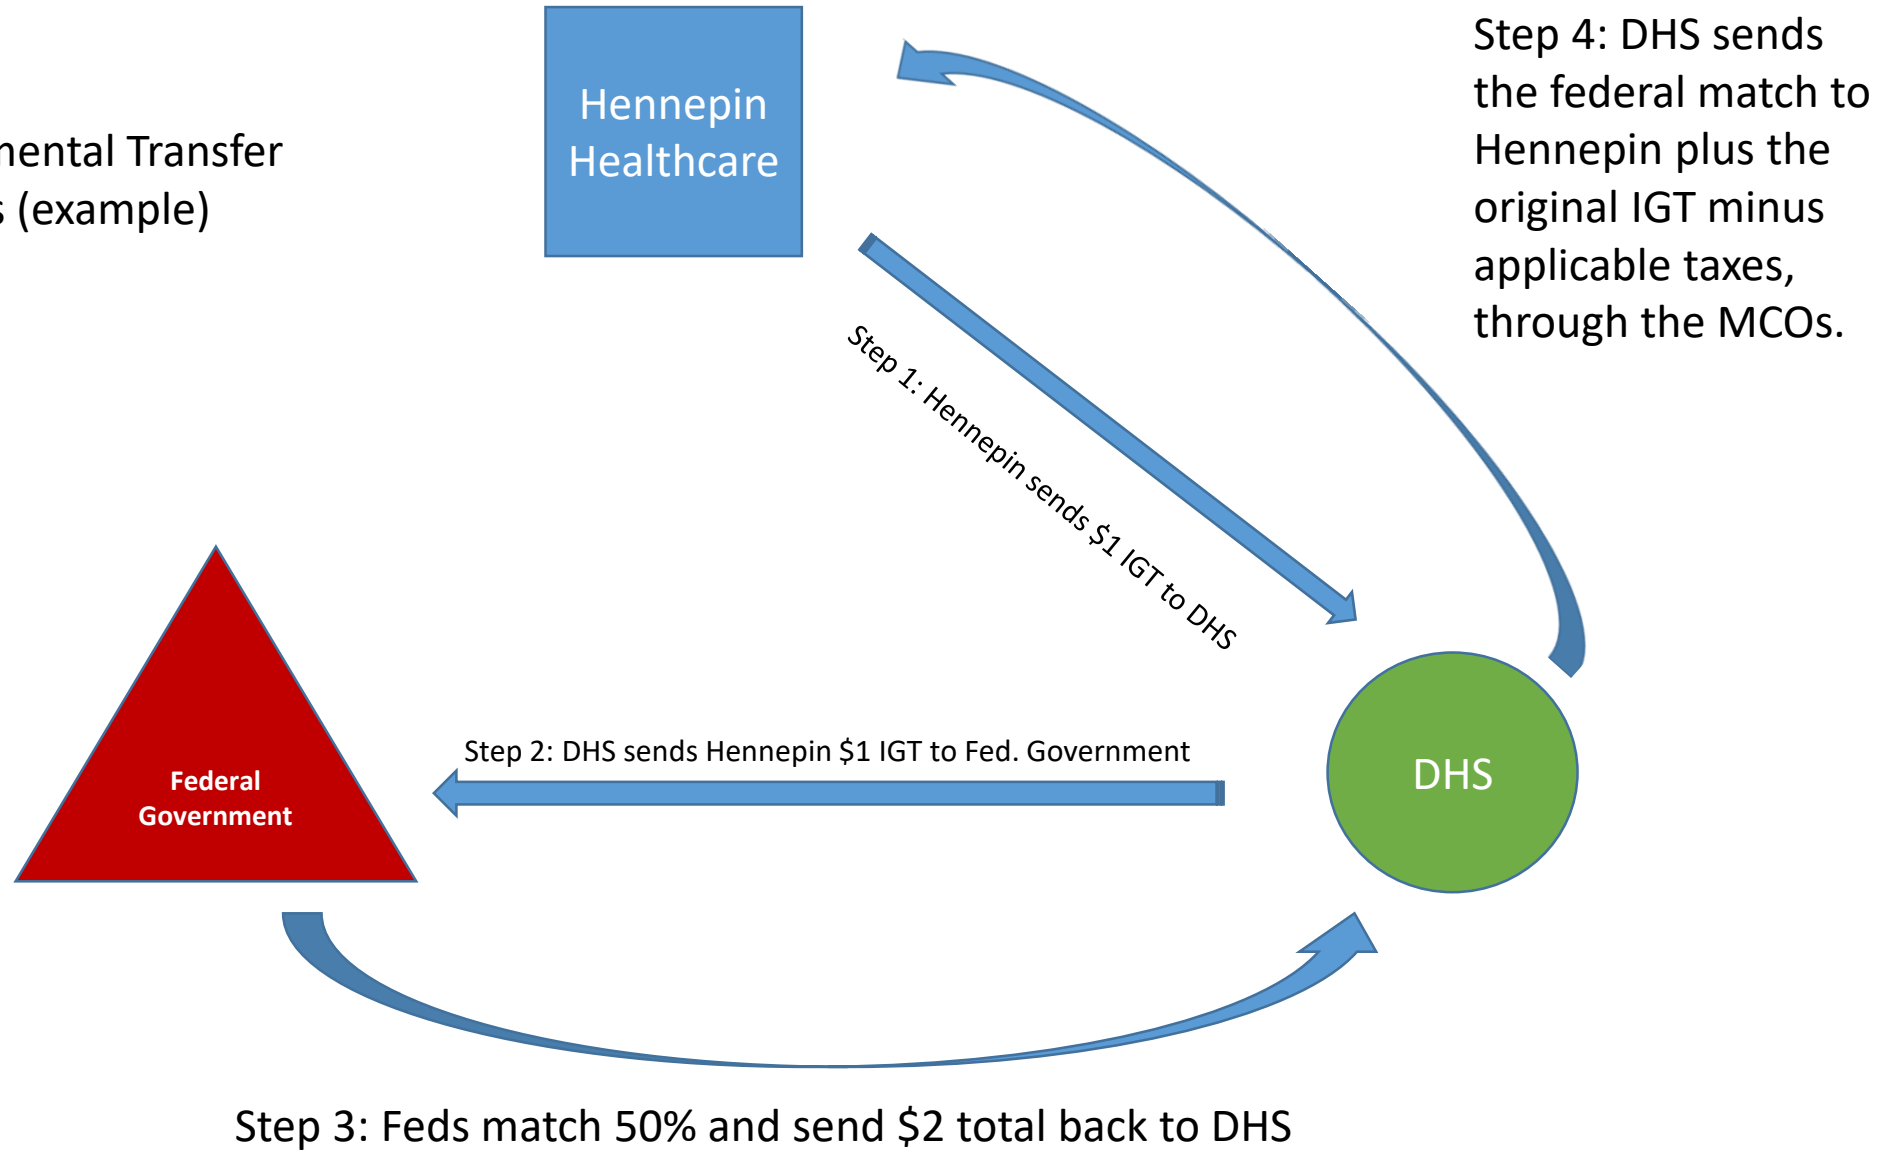 mental Transfer
s (example)
Hennepin
Healthcare
Step 4: DHS sends
the federal match to
Hennepin plus the
original IGT minus
applicable taxes,
through the MCOs.
Step 1: Hennepin sends $1 IGT to DHS
Step 2: DHS sends Hennepin $1 IGT to Fed. Government
Federal
Government
DHS
Step 3: Feds match 50% and send $2 total back to DHS